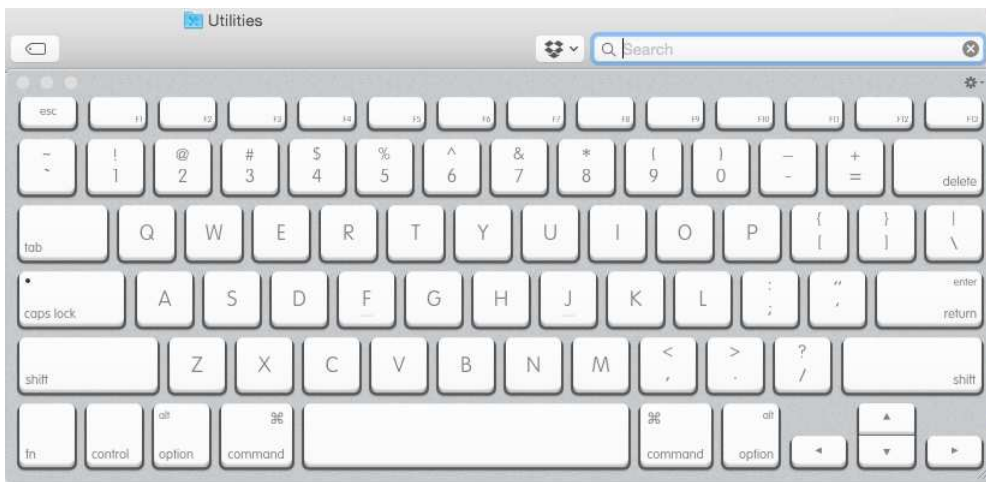 Utilities
Search
esc F1 F2 F3 F4 F5 F6 F7 F8 F9 F10 F11 F12 F13
~ ! @ # $ % ^ & * ( ) — +
` 1 2 3 4 5 6 7 8 9 0 - =
delete
tab Q W E R T Y U I O P { } |
[ ] \
caps lock A S D F G H J K L : " enter
; ' return
shift Z X C V B N M < > ? shift
, . /
alt ⌘ ⌘ alt ▲
fn control option command command option ◄ ▼ ►